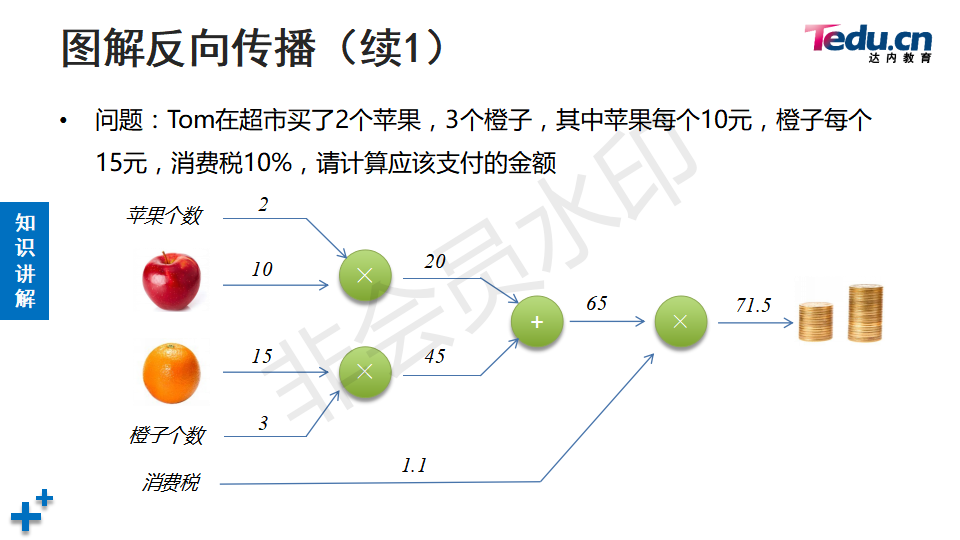 图解反向传播（续1）
Tedu.cn
达内教育
• 问题：Tom在超市买了2个苹果，3个橙子，其中苹果每个10元，橙子每个
15元，消费税10%，请计算应该支付的金额
知识讲解
苹果个数
2
10
×
20
+
65
×
71.5
15
×
45
橙子个数
3
消费税
1.1
非会员水印